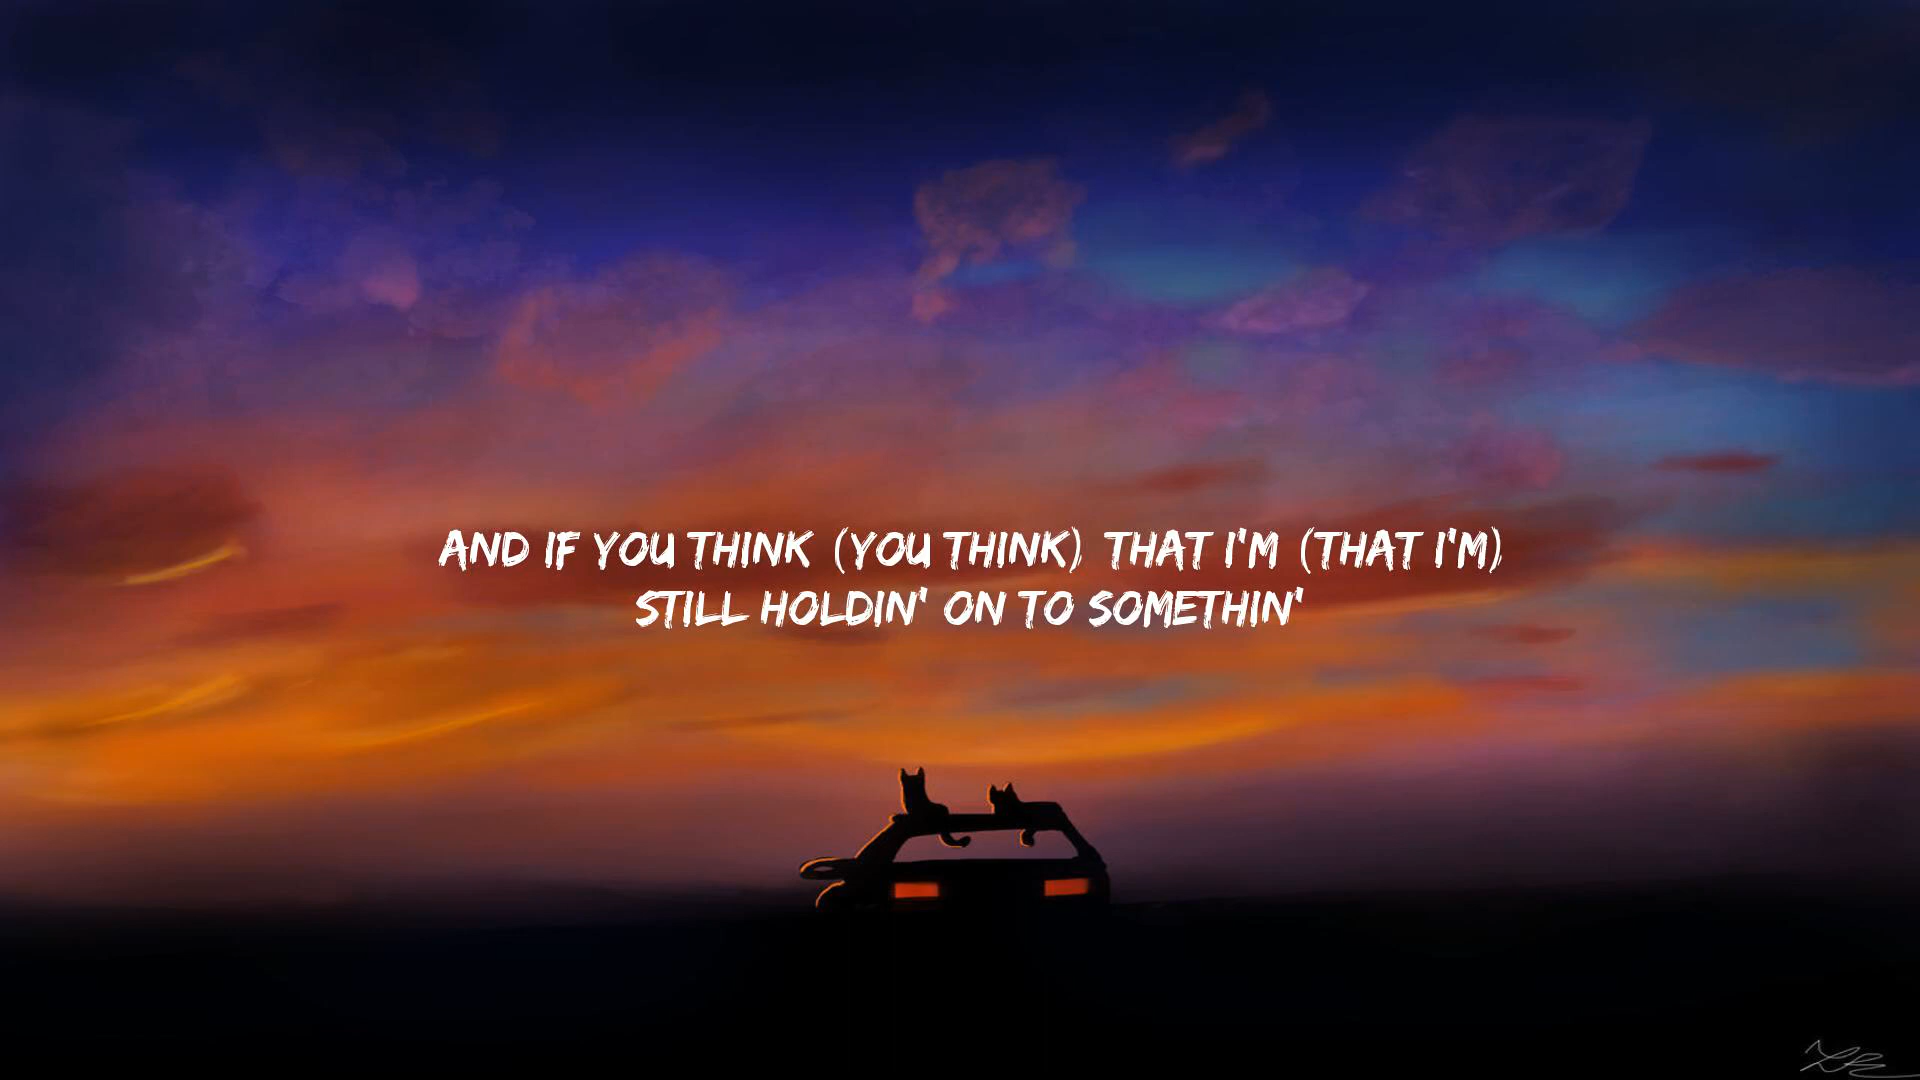 AND IF YOU THINK (YOU THINK) THAT I'M (THAT I'M)
STILL HOLDIN' ON TO SOMETHIN'